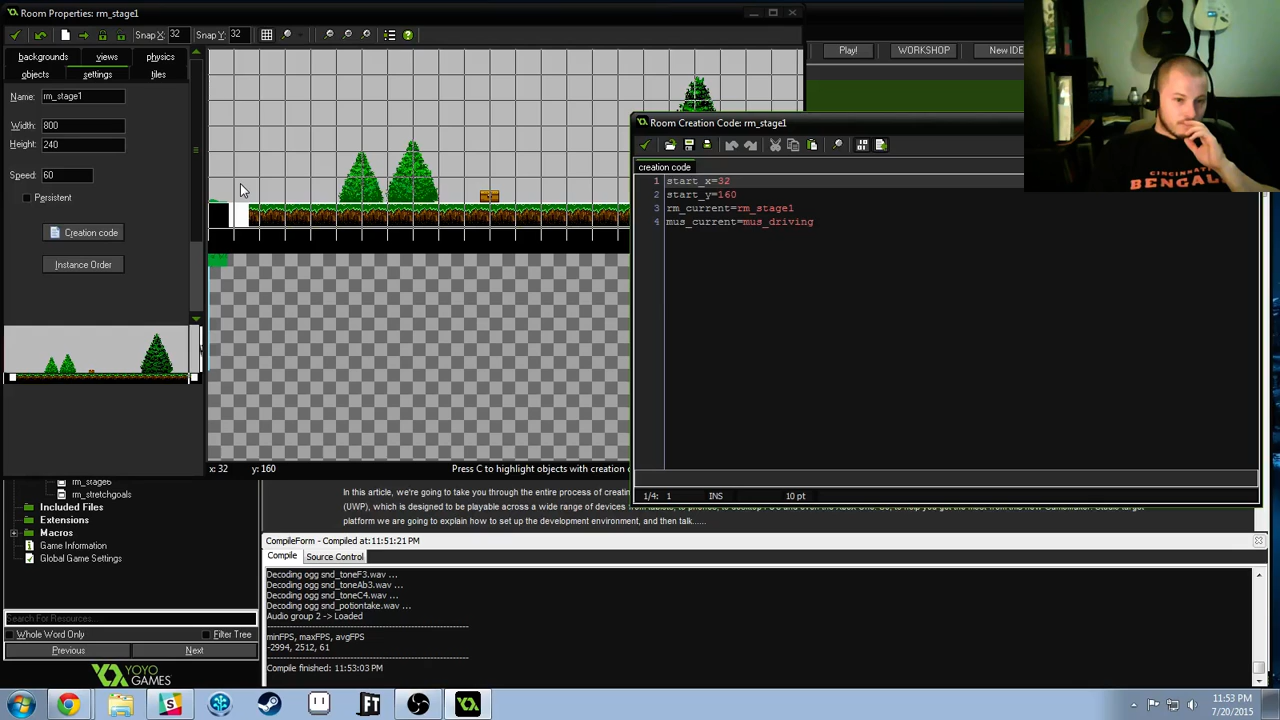 Room Properties: rm_stage1
Snap X: 32 Snap Y: 32
backgrounds views physics
objects settings tiles
Name: rm_stage1
Width: 800
Height: 240
Speed: 60
Persistent
Creation code
Instance Order
x: 32 y: 160 Press C to highlight objects with creation c
Play! WORKSHOP New IDE
Room Creation Code: rm_stage1
creation code
1 start_x=32
2 start_y=160
3 rm_current=rm_stage1
4 mus_current=mus_driving
1/4: 1 INS 10 pt
CINCINNATI
BENGALS
rm_stage6
rm_stretchgoals
Included Files
Extensions
Macros
Game Information
Global Game Settings
Search For Resources...
Whole Word Only Filter Tree
Previous Next
YOYO
GAMES
In this article, we're going to take you through the entire process of creatin
(UWP), which is designed to be playable across a wide range of devices
platform we are going to explain how to set up the development environment, and then talk......
CompileForm - Compiled at:11:51:21 PM
Compile Source Control
Decoding ogg snd_toneF3.wav ...
Decoding ogg snd_toneAb3.wav ...
Decoding ogg snd_toneC4.wav ...
Decoding ogg snd_potiontake.wav ...
Audio group 2 -> Loaded
minFPS, maxFPS, avgFPS
-2994, 2512, 61
Compile finished: 11:53:03 PM
FT
11:53 PM
7/20/2015